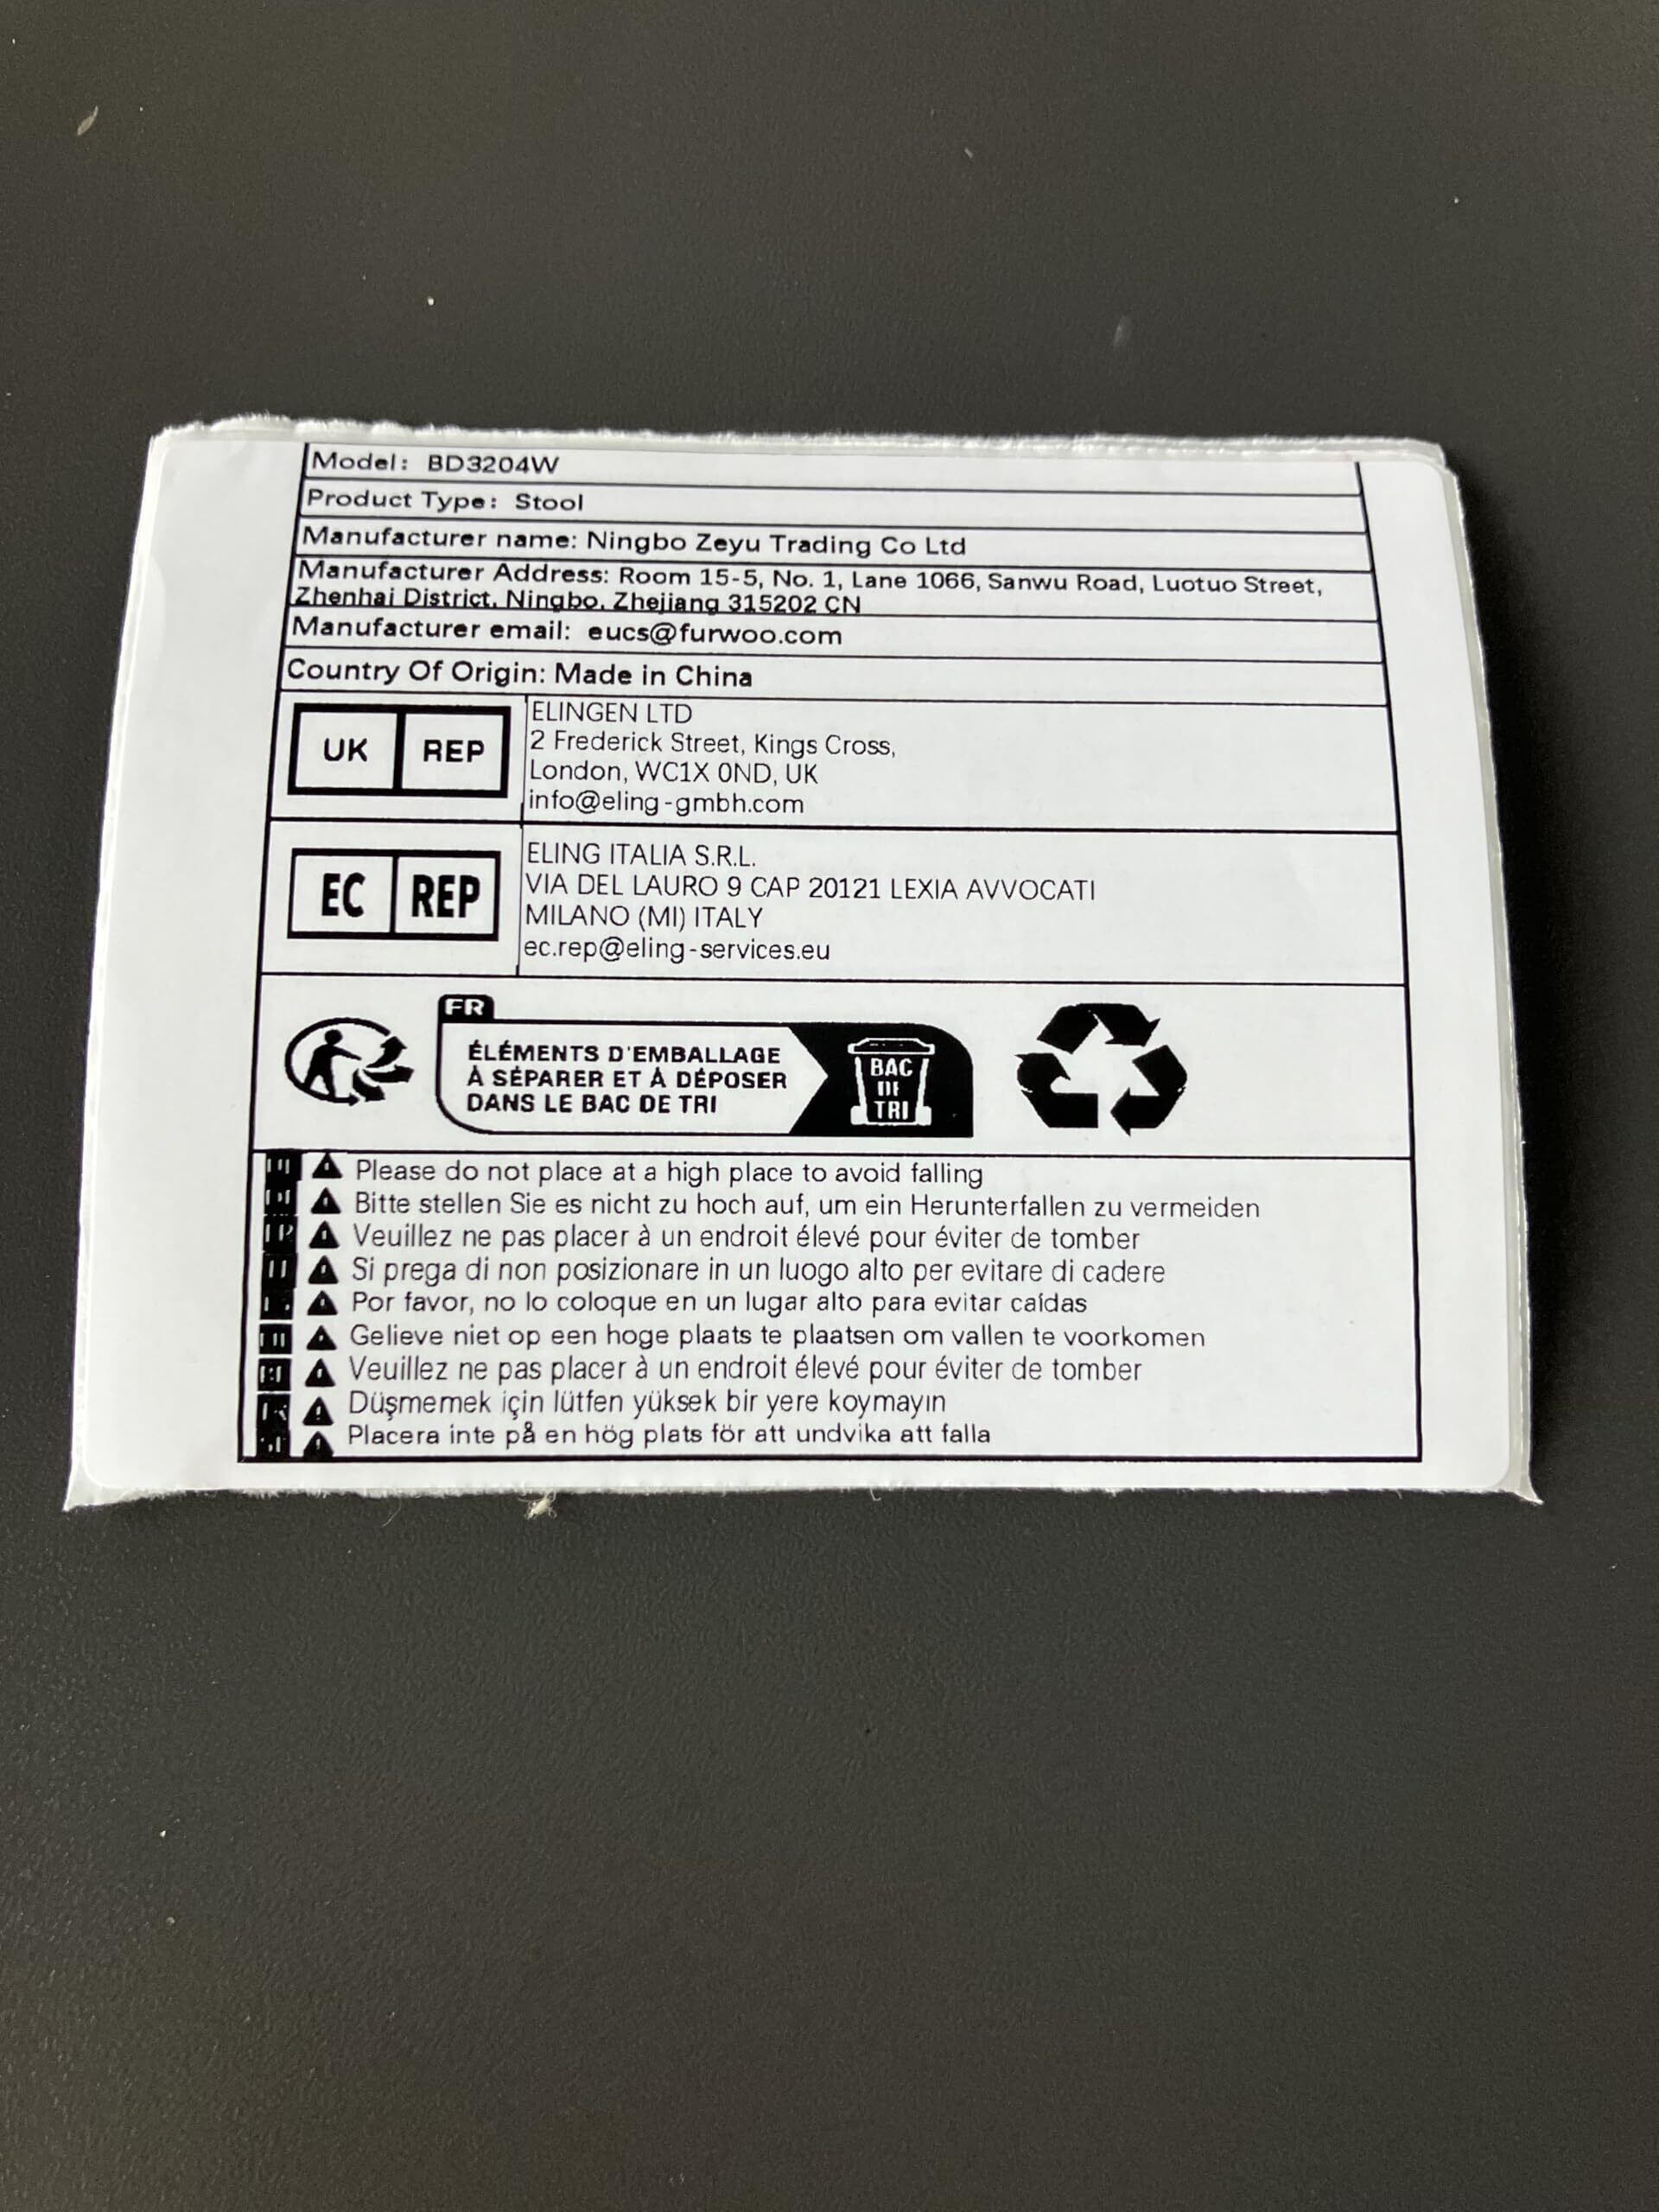 Model: BD3204W
Product Type: Stool
Manufacturer name: Ningbo Zeyu Trading Co Ltd
Manufacturer Address: Room 15-5, No. 1, Lane 1066, Sanwu Road, Luotuo Street,
Zhenhai District, Ningbo, Zhejiang 315202 CN
Manufacturer email: eucs@furwoo.com
Country Of Origin: Made in China
UK REP
ELINGEN LTD
2 Frederick Street, Kings Cross,
London, WC1X 0ND, UK
info@eling-gmbh.com
EC REP
ELING ITALIA S.R.L.
VIA DEL LAURO 9 CAP 20121 LEXIA AVVOCATI
MILANO (MI) ITALY
ec.rep@eling-services.eu
FR
ÉLÉMENTS D'EMBALLAGE
À SÉPARER ET À DÉPOSER
DANS LE BAC DE TRI
BAC
DE
TRI
Please do not place at a high place to avoid falling
Bitte stellen Sie es nicht zu hoch auf, um ein Herunterfallen zu vermeiden
Veuillez ne pas placer à un endroit élevé pour éviter de tomber
Si prega di non posizionare in un luogo alto per evitare di cadere
Por favor, no lo coloque en un lugar alto para evitar caídas
Gelieve niet op een hoge plaats te plaatsen om vallen te voorkomen
Veuillez ne pas placer à un endroit élevé pour éviter de tomber
Düşmemek için lütfen yüksek bir yere koymayın
Placera inte på en hög plats för att undvika att falla